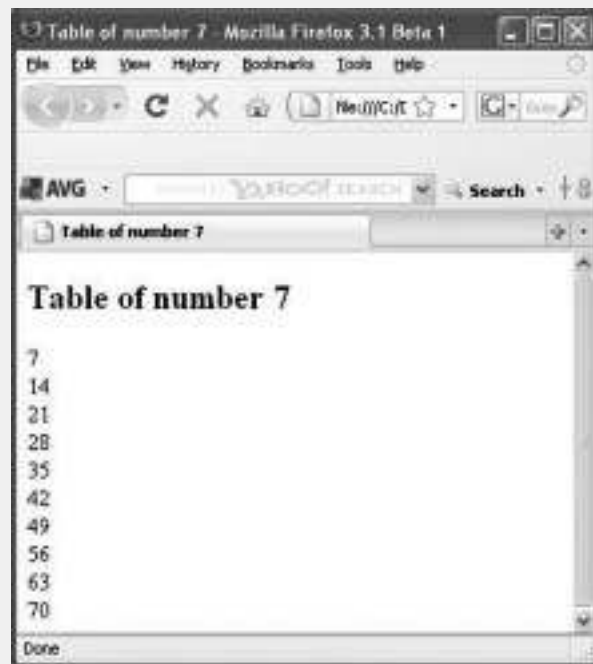 Table of number 7 - Mozilla Firefox 3.1 Beta 1
File Edit View History Bookmarks Tools Help
AVG Search
Table of number 7
Table of number 7
7
14
21
28
35
42
49
56
63
70
Done